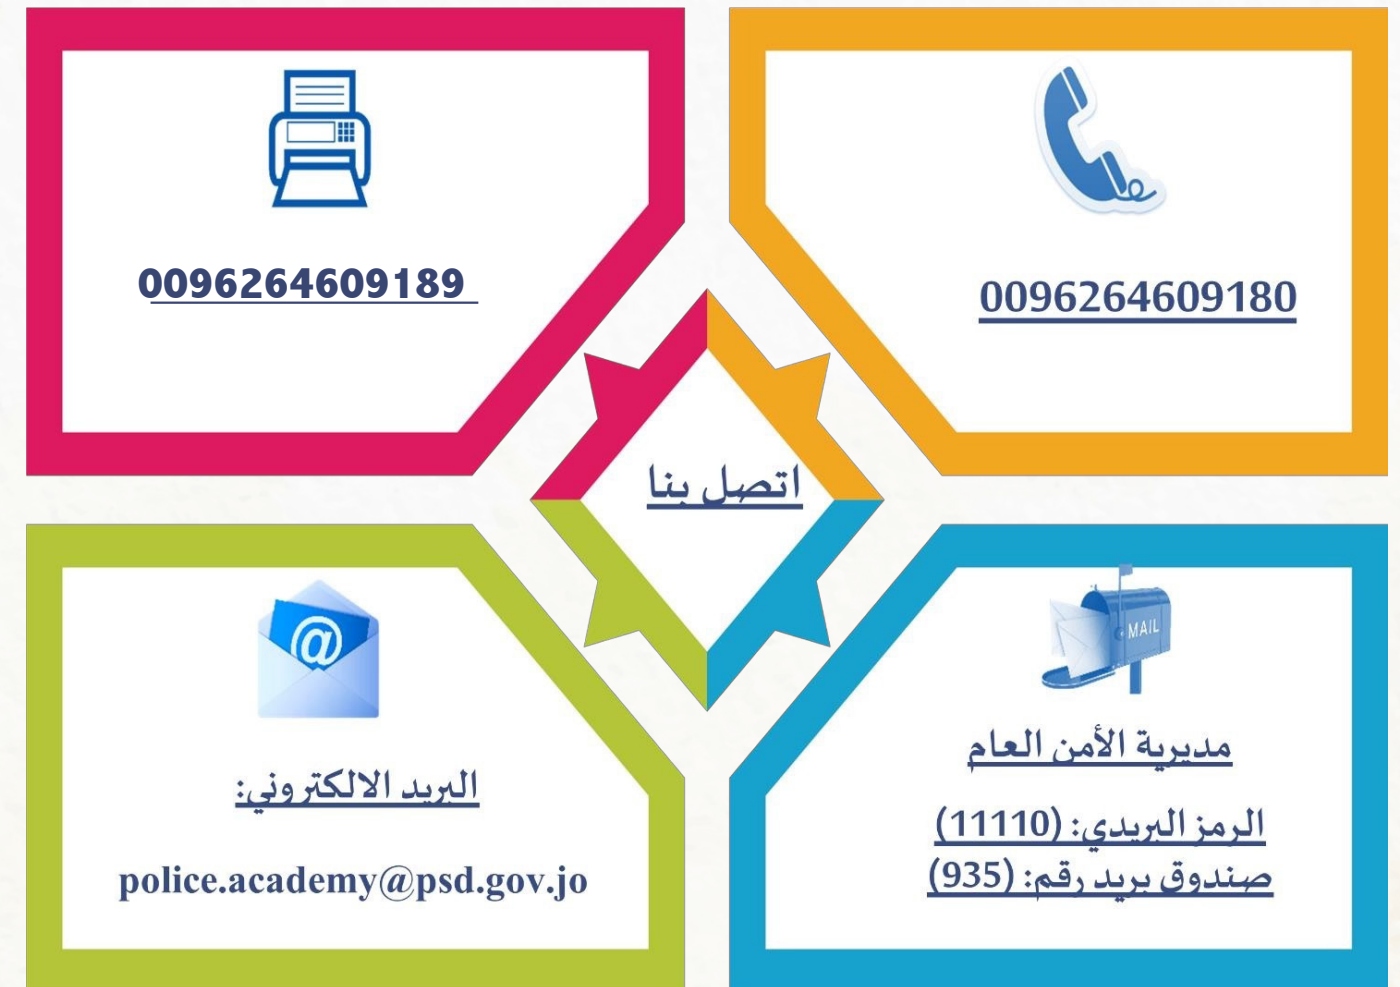 0096264609180
0096264609189
اتصل بنا
MAIL
مديرية الأمن العام
الرمز البريدي: (11110)
صندوق بريد رقم: (935)
@
البريد الالكتروني:
police.academy@psd.gov.jo